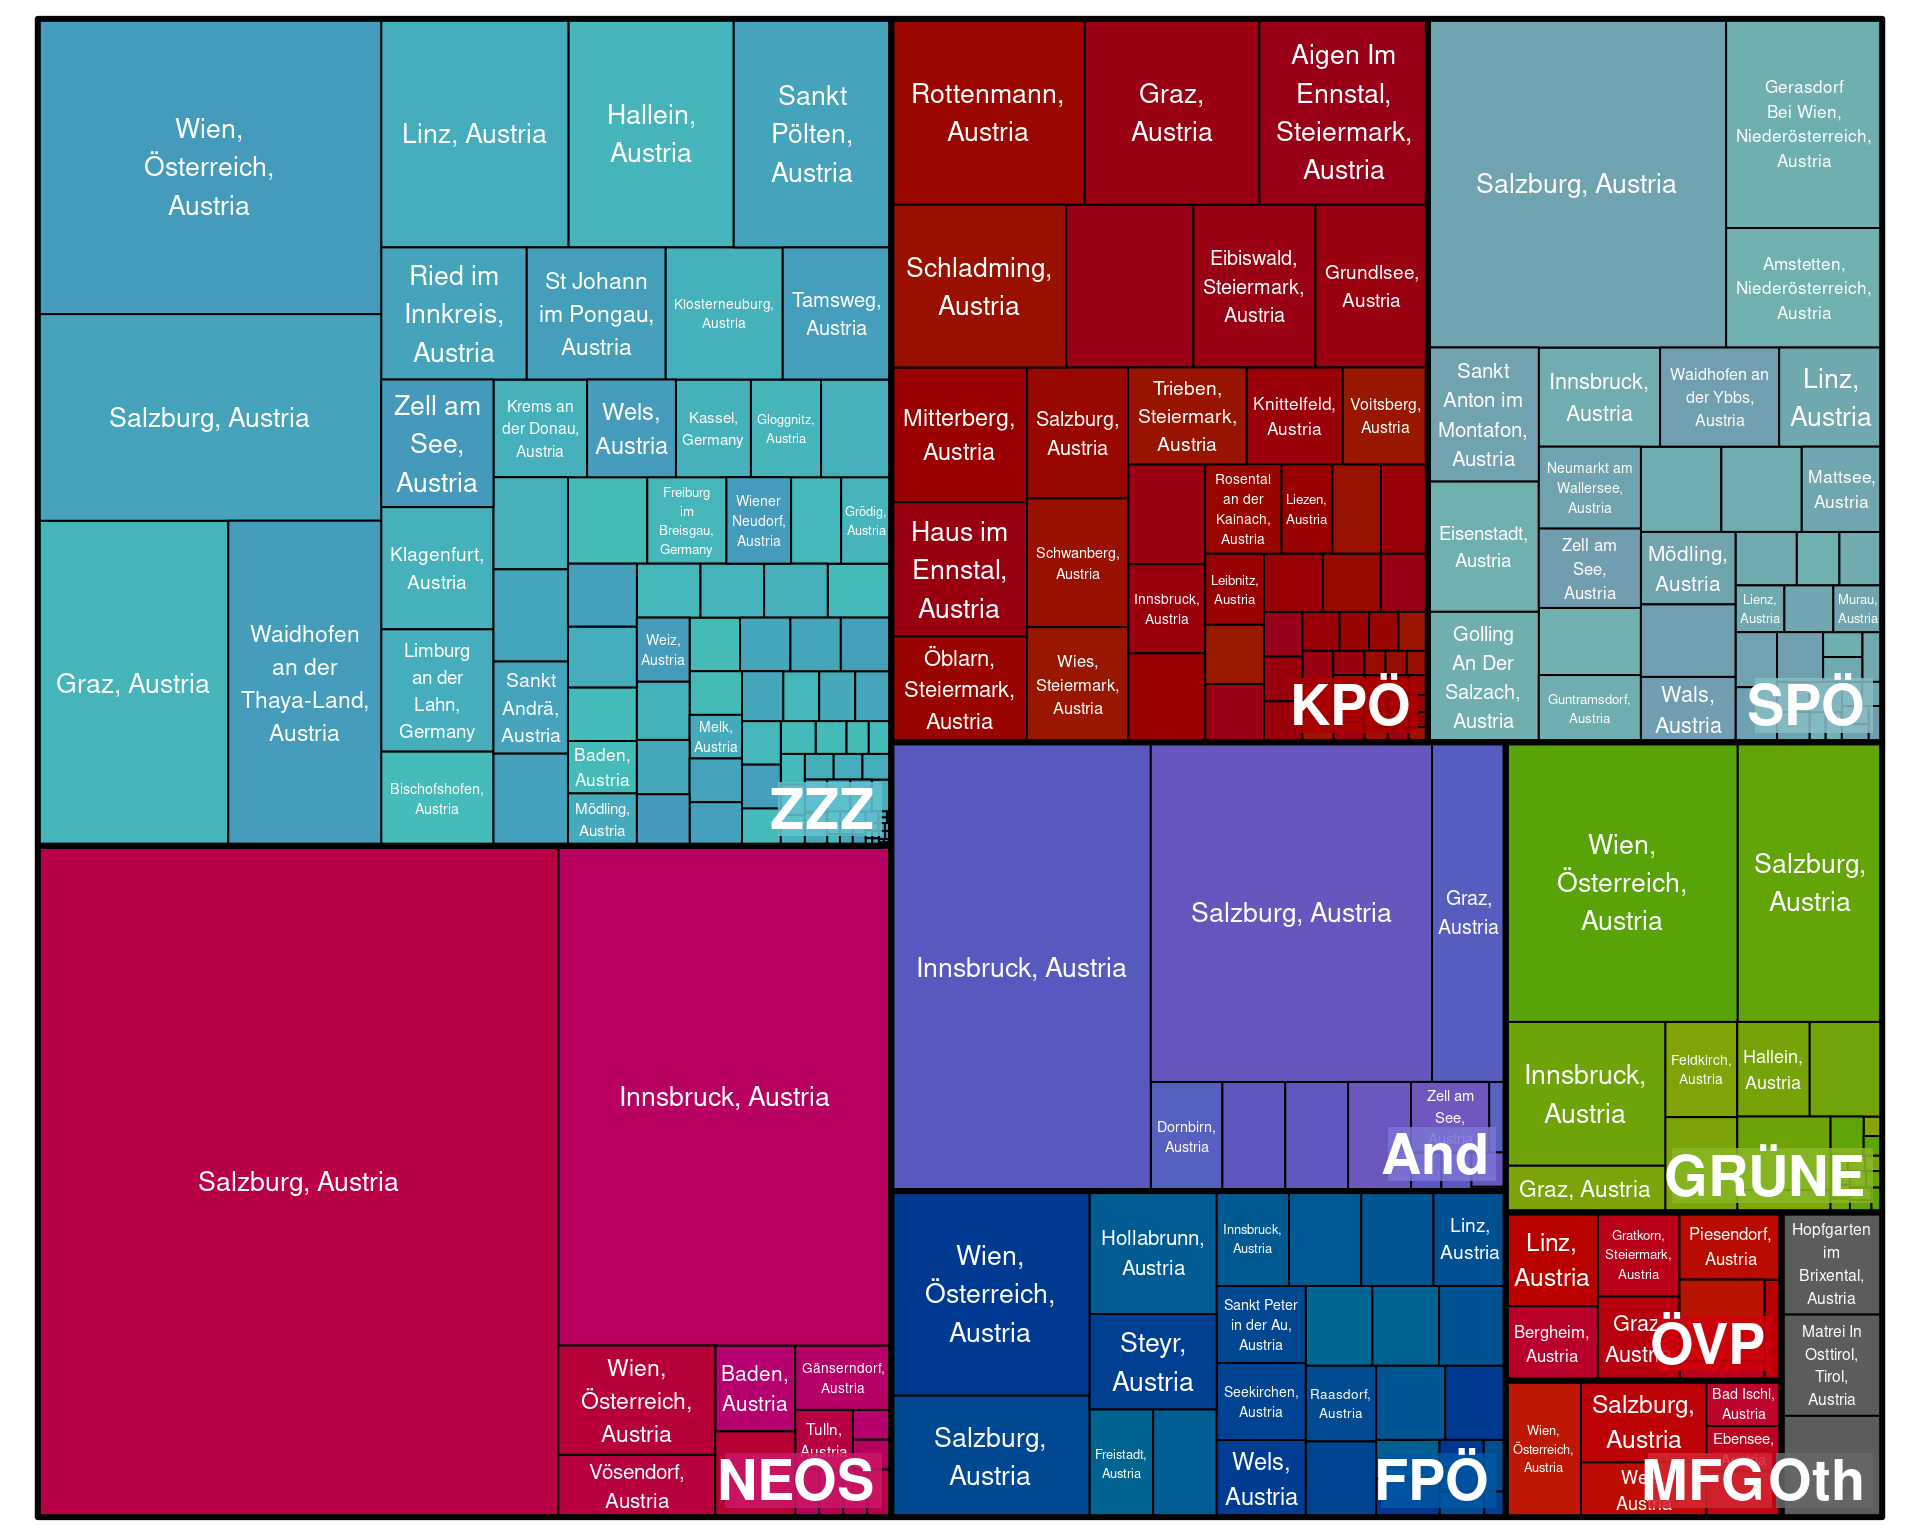 Wien,
Österreich,
Austria
Linz, Austria
Hallein,
Austria
Sankt
Pölten,
Austria
Salzburg, Austria
Graz, Austria
Waidhofen
an der
Thaya-Land,
Austria
Ried im
Innkreis,
Austria
St Johann
im Pongau,
Austria
Klosterneuburg,
Austria
Tamsweg,
Austria
Zell am
See,
Austria
Krems an
der Donau,
Austria
Wels,
Austria
Kassel,
Germany
Gloggnitz,
Austria
Klagenfurt,
Austria
Freiburg
im
Breisgau,
Germany
Wiener
Neudorf,
Austria
Grödig,
Austria
Limburg
an der
Lahn,
Germany
Sankt
Andrä,
Austria
Weiz,
Austria
Melk,
Austria
Bischofshofen,
Austria
Baden,
Austria
Mödling,
Austria
ZZZ
Rottenmann,
Austria
Graz,
Austria
Aigen Im
Ennstal,
Steiermark,
Austria
Schladming,
Austria
Eibiswald,
Steiermark,
Austria
Grundlsee,
Austria
Mitterberg,
Austria
Salzburg,
Austria
Trieben,
Steiermark,
Austria
Knittelfeld,
Austria
Voitsberg,
Austria
Haus im
Ennstal,
Austria
Schwanberg,
Austria
Rosental
an der
Kainach,
Austria
Liezen,
Austria
Innsbruck,
Austria
Leibnitz,
Austria
Öblarn,
Steiermark,
Austria
Wies,
Steiermark,
Austria
KPÖ
Salzburg, Austria
Gerasdorf
Bei Wien,
Niederösterreich,
Austria
Amstetten,
Niederösterreich,
Austria
Sankt
Anton im
Montafon,
Austria
Innsbruck,
Austria
Waidhofen an
der Ybbs,
Austria
Linz,
Austria
Eisenstadt,
Austria
Neumarkt am
Wallersee,
Austria
Mattsee,
Austria
Zell am
See,
Austria
Mödling,
Austria
Lienz,
Austria
Murau,
Austria
Golling
An Der
Salzach,
Austria
Guntramsdorf,
Austria
Wals,
Austria
SPÖ
Salzburg, Austria
Innsbruck, Austria
Wien,
Österreich,
Austria
Baden,
Austria
Gänserndorf,
Austria
Tulln,
Austria
Vösendorf,
Austria
NEOS
Innsbruck, Austria
Salzburg, Austria
Graz,
Austria
Dornbirn,
Austria
Zell am
See,
Austria
And
Wien,
Österreich,
Austria
Salzburg,
Austria
Innsbruck,
Austria
Feldkirch,
Austria
Hallein,
Austria
Graz, Austria
GRÜNE
Wien,
Österreich,
Austria
Hollabrunn,
Austria
Innsbruck,
Austria
Linz,
Austria
Steyr,
Austria
Sankt Peter
in der Au,
Austria
Salzburg,
Austria
Seekirchen,
Austria
Raasdorf,
Austria
Freistadt,
Austria
Wels,
Austria
FPÖ
Linz,
Austria
Gratkorn,
Steiermark,
Austria
Piesendorf,
Austria
Bergheim,
Austria
Graz
Austria
ÖVP
Wien,
Österreich,
Austria
Salzburg,
Austria
Bad Ischl,
Austria
Ebensee,
Austria
MFG
Hopfgarten
im
Brixental,
Austria
Matrei In
Osttirol,
Tirol,
Austria
Oth